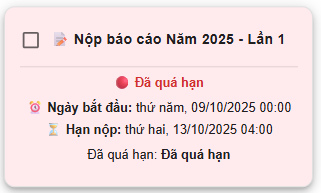 Nộp báo cáo Năm 2025 - Lần 1
Đã quá hạn
Ngày bắt đầu: thứ năm, 09/10/2025 00:00
Hạn nộp: thứ hai, 13/10/2025 04:00
Đã quá hạn: Đã quá hạn